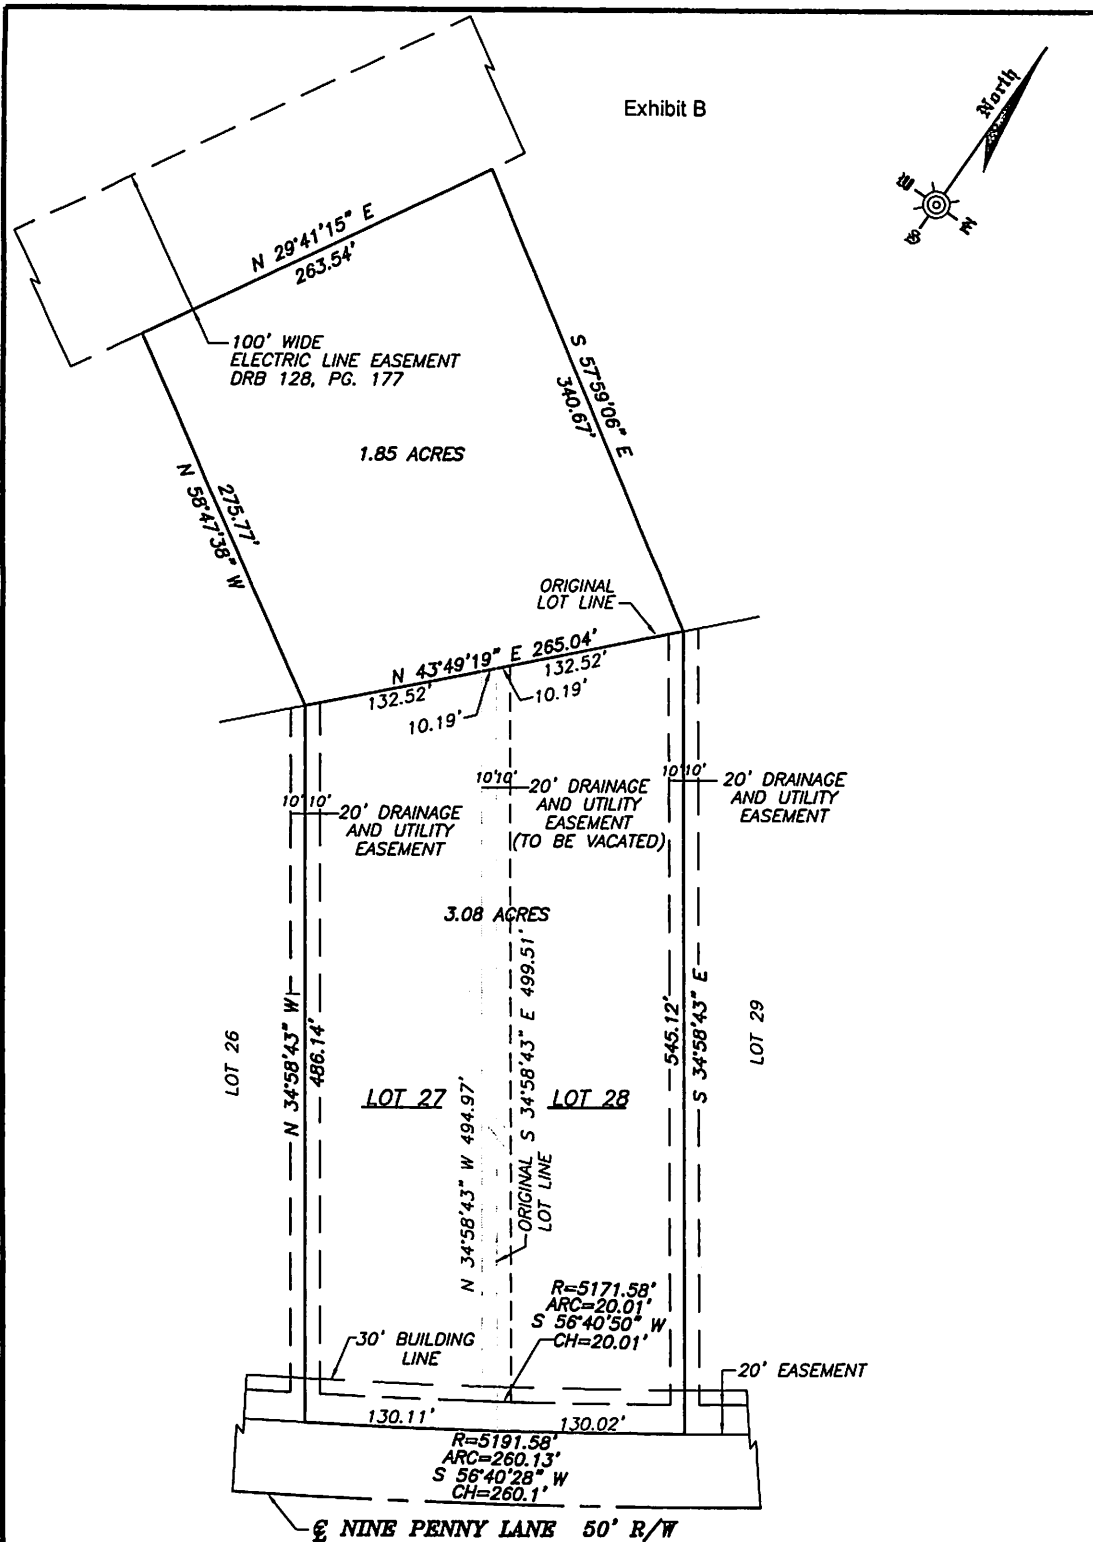 Exhibit B
North
W
E
S
N 29°41'15" E
263.54'
100' WIDE
ELECTRIC LINE EASEMENT
DRB 128, PG. 177
S 57°59'06" E
340.67'
1.85 ACRES
275.77'
N 58°47'38" W
ORIGINAL
LOT LINE
N 43°49'19" E 265.04'
132.52'
132.52'
10.19'
10.19'
10' 10'
20' DRAINAGE
AND UTILITY
EASEMENT
10'10'
20' DRAINAGE
AND UTILITY
EASEMENT
(TO BE VACATED)
10'10'
20' DRAINAGE
AND UTILITY
EASEMENT
3.08 ACRES
LOT 26
N 34°58'43" W
486.14'
LOT 27
N 34°58'43" W 494.97'
S 34°58'43" E 499.51'
ORIGINAL
LOT LINE
LOT 28
545.12'
S 34°58'43" E
LOT 29
R=5171.58'
ARC=20.01'
S 56°40'50" W
CH=20.01'
30' BUILDING
LINE
20' EASEMENT
130.11'
130.02'
R=5191.58'
ARC=260.13'
S 56°40'28" W
CH=260.1'
℄ NINE PENNY LANE 50' R/W